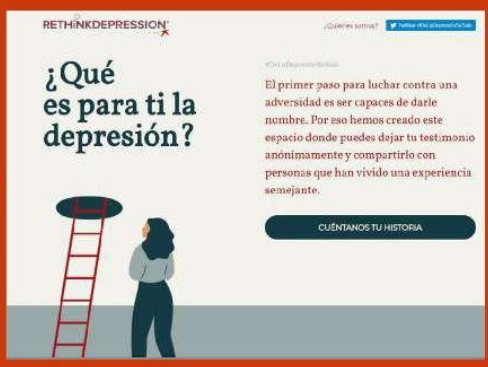 RETHINKDEPRESSION
¿Quiénes somos?
¿Qué
es para ti la
depresión?
El primer paso para luchar contra una
adversidad es ser capaces de darle
nombre. Por eso hemos creado este
espacio donde puedes dejar tu testimonio
anónimamente y compartirlo con
personas que han vivido una experiencia
semejante.
CUÉNTANOS TU HISTORIA